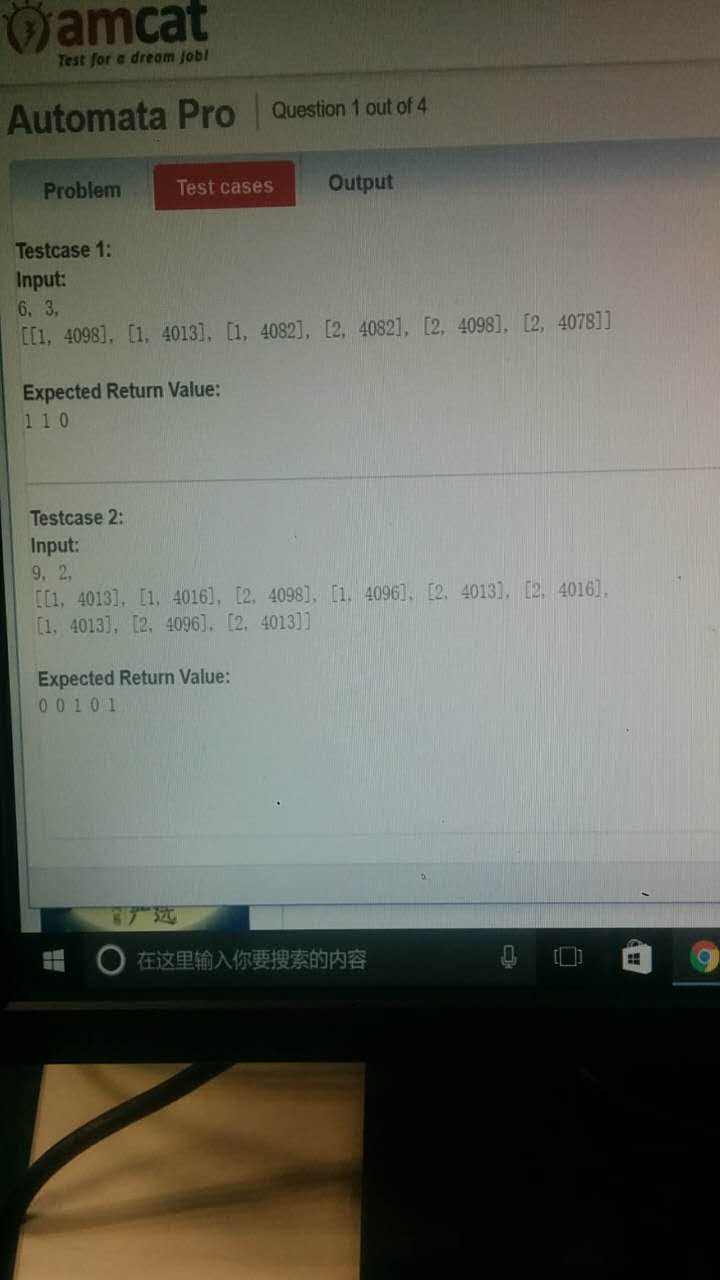 amcat
Test for a dream job!
Automata Pro
Question 1 out of 4
Problem
Test cases
Output
Testcase 1:
Input:
6, 3,
[[1, 4098], [1, 4013], [1, 4082], [2, 4082], [2, 4098], [2, 4078]]
Expected Return Value:
1 1 0
Testcase 2:
Input:
9, 2,
[[1, 4013], [1, 4016], [2, 4098], [1, 4096], [2, 4013], [2, 4016],
[1, 4013], [2, 4096], [2, 4013]]
Expected Return Value:
0 0 1 0 1
在这里输入你要搜索的内容